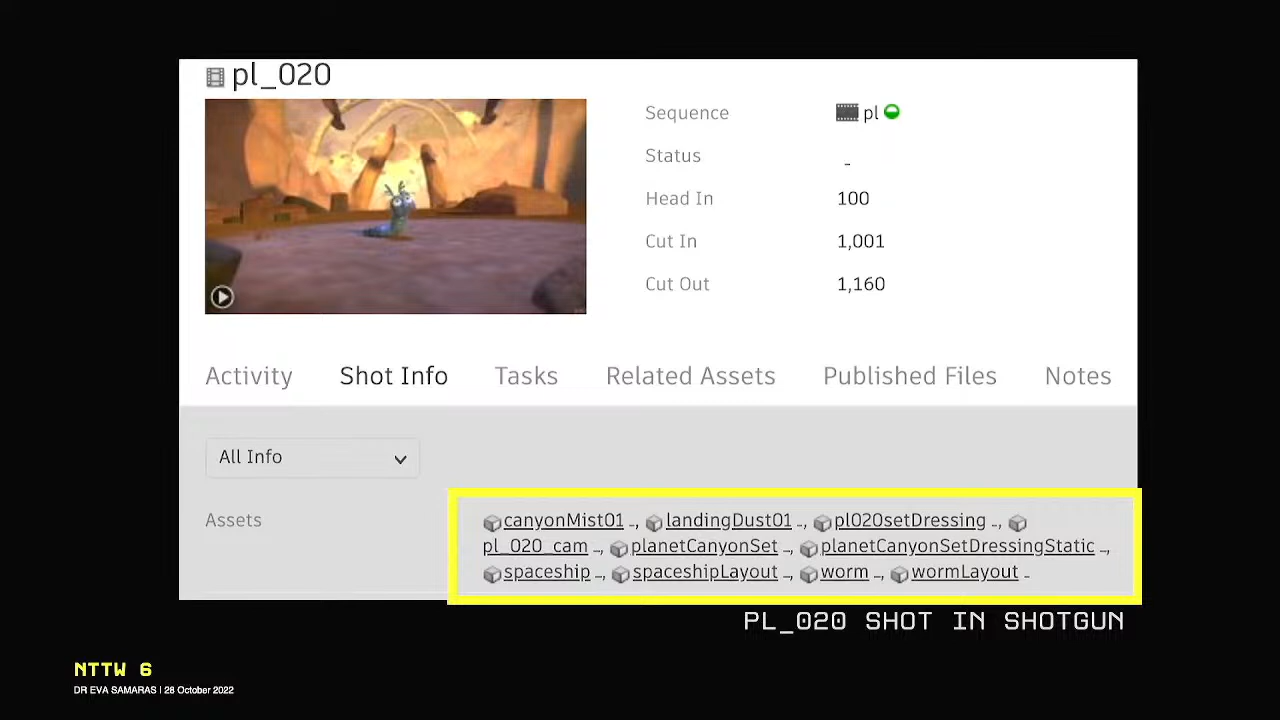 pl_020
Sequence pl
Status -
Head In 100
Cut In 1,001
Cut Out 1,160
Activity Shot Info Tasks Related Assets Published Files Notes
All Info
Assets
canyonMist01 -, landingDust01 -, pl020setDressing -,
pl_020_cam -, planetCanyonSet -, planetCanyonSetDressingStatic -,
spaceship -, spaceshipLayout -, worm -, wormLayout -
PL_020 SHOT IN SHOTGUN
NTTW 6
DR EVA SAMARAS | 28 October 2022